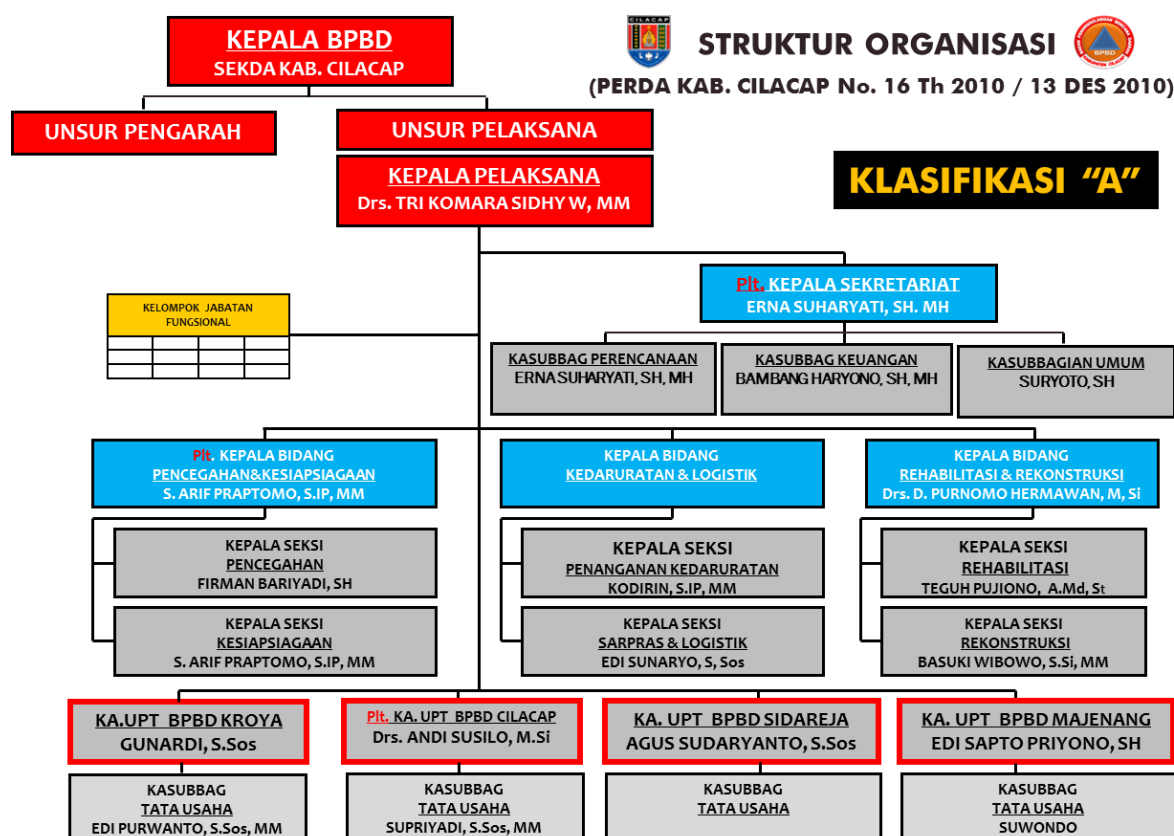 KEPALA BPBD
SEKDA KAB. CILACAP
CILACAP
STRUKTUR ORGANISASI
BPBD
(PERDA KAB. CILACAP No. 16 Th 2010 / 13 DES 2010)
UNSUR PENGARAH
UNSUR PELAKSANA
KEPALA PELAKSANA
Drs. TRI KOMARA SIDHY W, MM
KLASIFIKASI “A”
Plt. KEPALA SEKRETARIAT
ERNA SUHARYATI, SH. MH
KELOMPOK JABATAN
FUNGSIONAL
KASUBBAG PERENCANAAN
ERNA SUHARYATI, SH, MH
KASUBBAG KEUANGAN
BAMBANG HARYONO, SH, MH
KASUBBAGIAN UMUM
SURYOTO, SH
Plt. KEPALA BIDANG
PENCEGAHAN&KESIAPSIAGAAN
S. ARIF PRAPTOMO, S.IP, MM
KEPALA BIDANG
KEDARURATAN & LOGISTIK
KEPALA BIDANG
REHABILITASI & REKONSTRUKSI
Drs. D. PURNOMO HERMAWAN, M, Si
KEPALA SEKSI
PENCEGAHAN
FIRMAN BARIYADI, SH
KEPALA SEKSI
PENANGANAN KEDARURATAN
KODIRIN, S.IP, MM
KEPALA SEKSI
REHABILITASI
TEGUH PUJIONO, A.Md, St
KEPALA SEKSI
KESIAPSIAGAAN
S. ARIF PRAPTOMO, S.IP, MM
KEPALA SEKSI
SARPRAS & LOGISTIK
EDI SUNARYO, S, Sos
KEPALA SEKSI
REKONSTRUKSI
BASUKI WIBOWO, S.Si, MM
KA.UPT BPBD KROYA
GUNARDI, S.Sos
Plt. KA. UPT BPBD CILACAP
Drs. ANDI SUSILO, M.Si
KA. UPT BPBD SIDAREJA
AGUS SUDARYANTO, S.Sos
KA. UPT BPBD MAJENANG
EDI SAPTO PRIYONO, SH
KASUBBAG
TATA USAHA
EDI PURWANTO, S.Sos, MM
KASUBBAG
TATA USAHA
SUPRIYADI, S.Sos, MM
KASUBBAG
TATA USAHA
KASUBBAG
TATA USAHA
SUWONDO